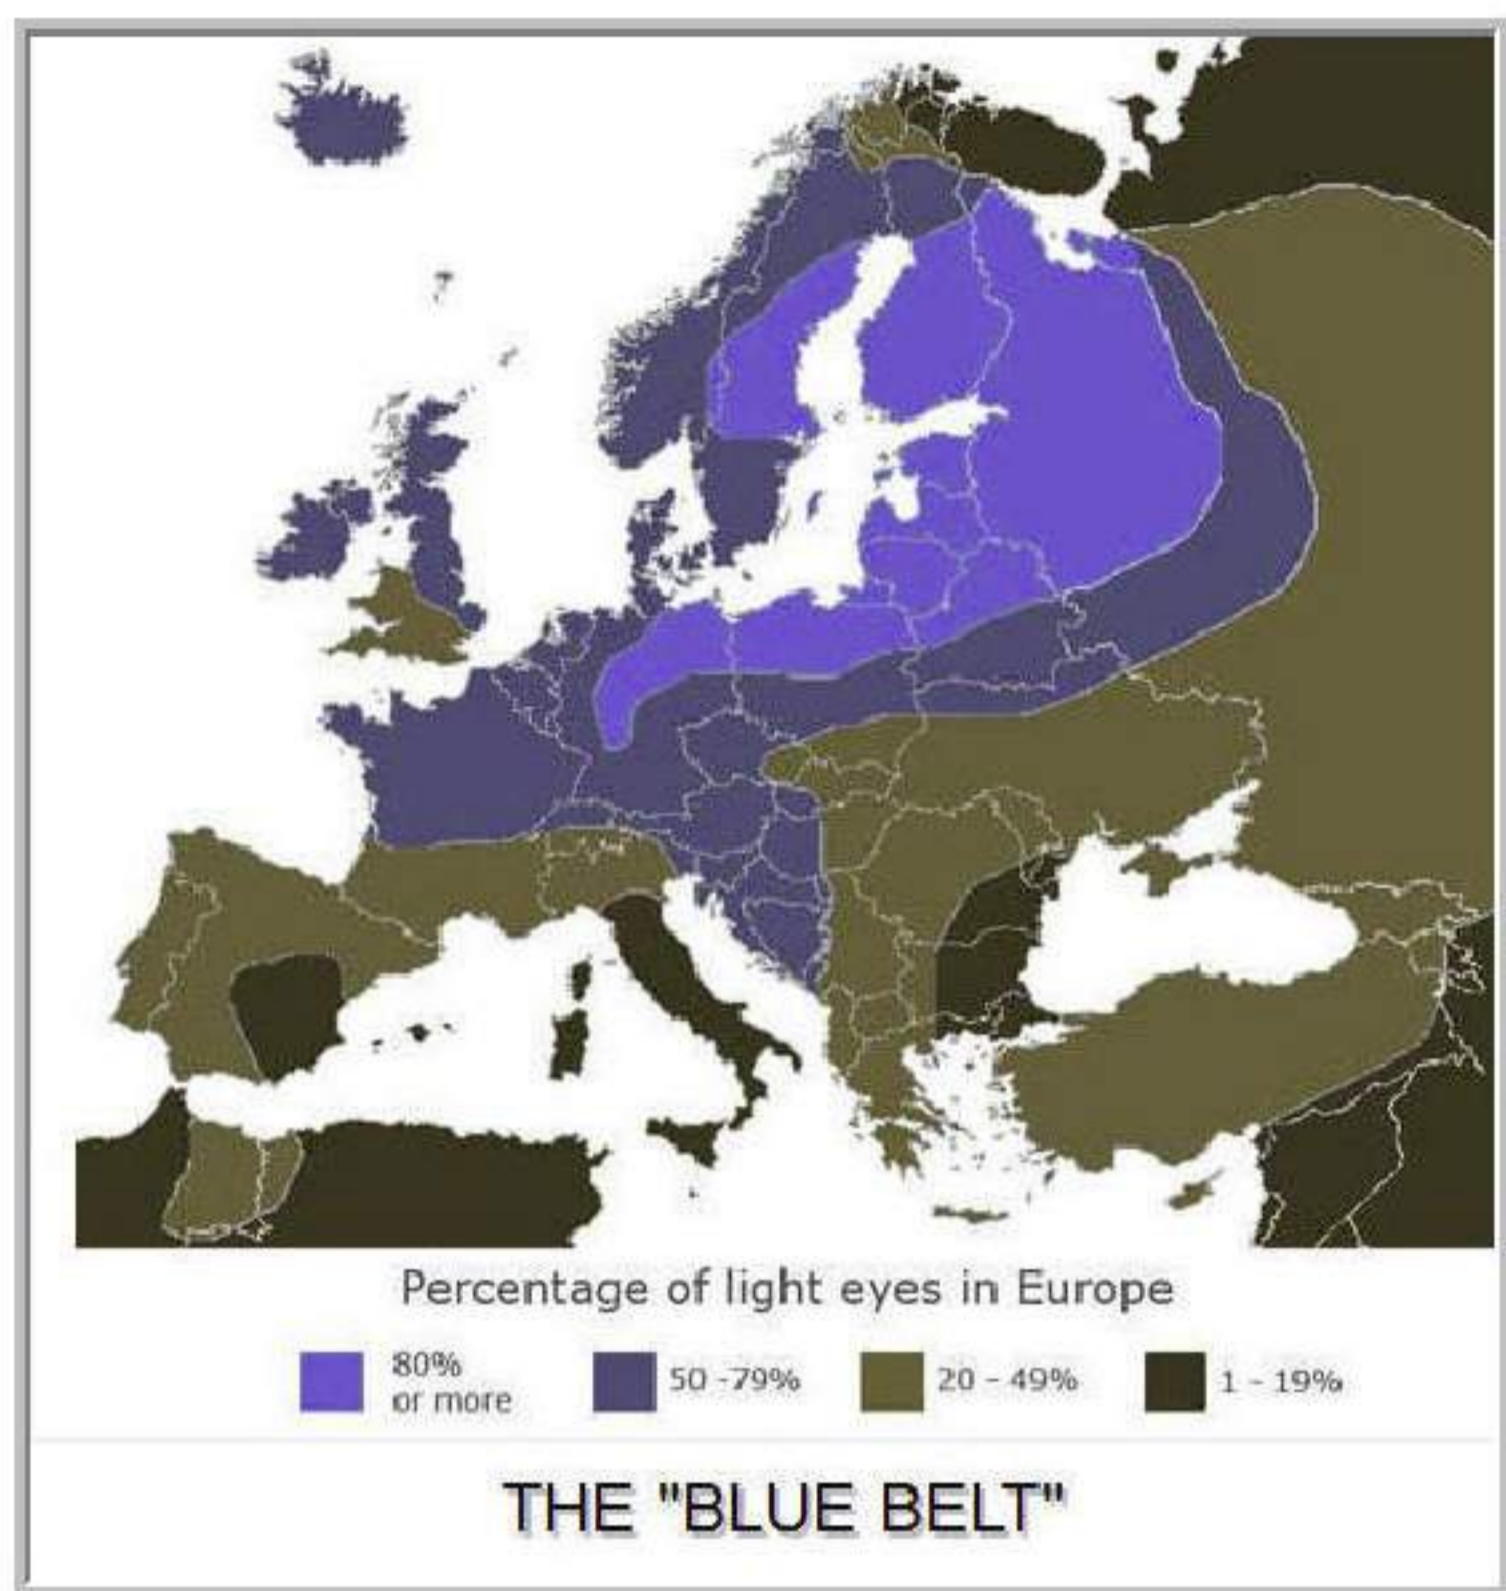 Percentage of light eyes in Europe
80%
or more
50 -79%
20 - 49%
1 - 19%
THE "BLUE BELT"